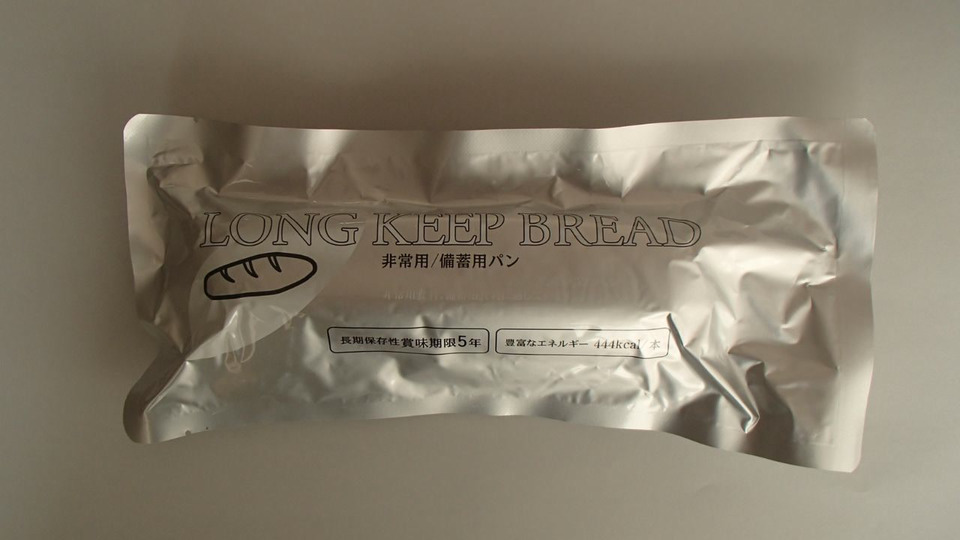 LONG KEEP BREAD
非常用/備蓄用パン
長期保存性賞味期限5年
豊富なエネルギー 444kcal/本